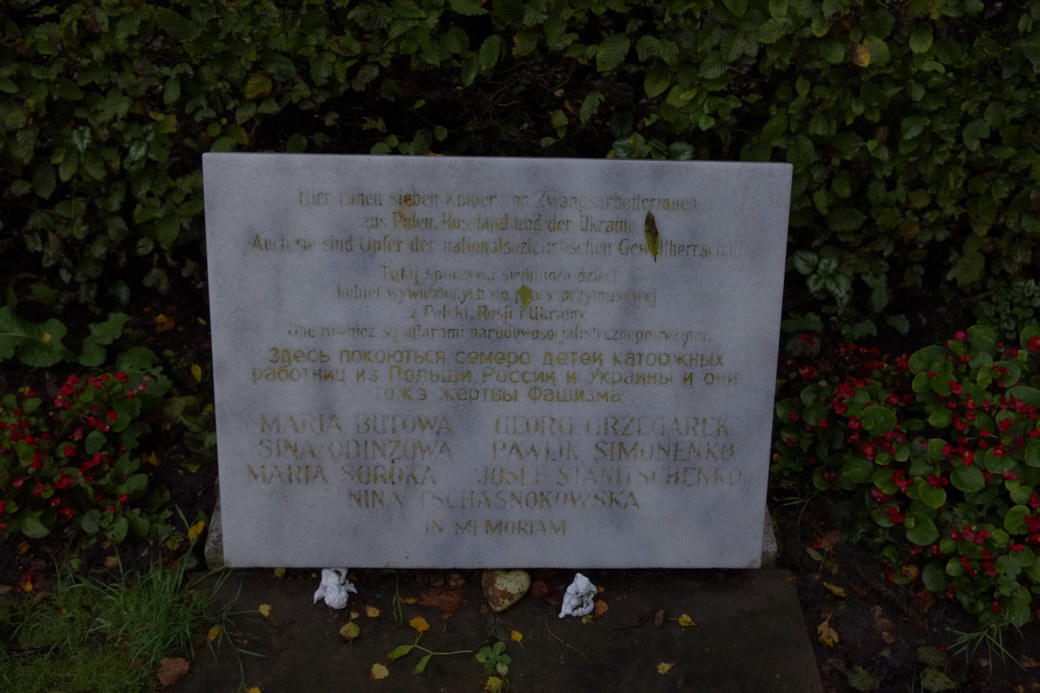 Hier ruhen sieben Kinder von Zwangsarbeiterinnen
aus Polen, Russland und der Ukraine
Auch sie sind Opfer der nationalsozialistischen Gewaltherrschaft
Tutaj spoczywa siedmioro dzieci
kobiet wywiezionych do pracy przymusowej
z Polski, Rosji i Ukrainy
One również są ofiarami narodowosocjalistycznego reżimu
Здесь покоються семеро детей каторжных
работниц из Польши, России и Украины и они
тожэ жертвы Фашизма
MARIA BUTOWA GEORG GRZEGAREK
SINA ODINZOWA PAWLIK SIMONENKO
MARIA SOROKA JOSEF STANITSCHENKO
NINA TSCHASNOKOWSKA
IN MEMORIAM